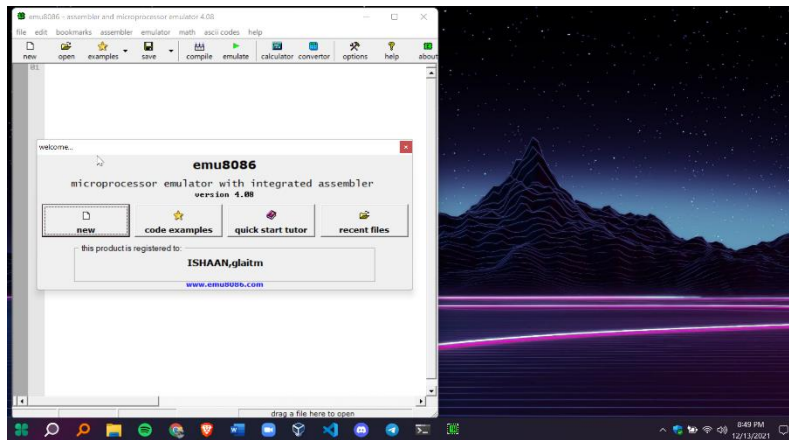 emu8086 - assembler and microprocessor emulator 4.08
file edit bookmarks assembler emulator math ascii codes help
new open examples save compile emulate calculator convertor options help about
01
welcome...
emu8086
microprocessor emulator with integrated assembler
version 4.08
new code examples quick start tutor recent files
this product is registered to:
ISHAAN,glaitm
www.emu8086.com
drag a file here to open
8:49 PM
12/13/2021